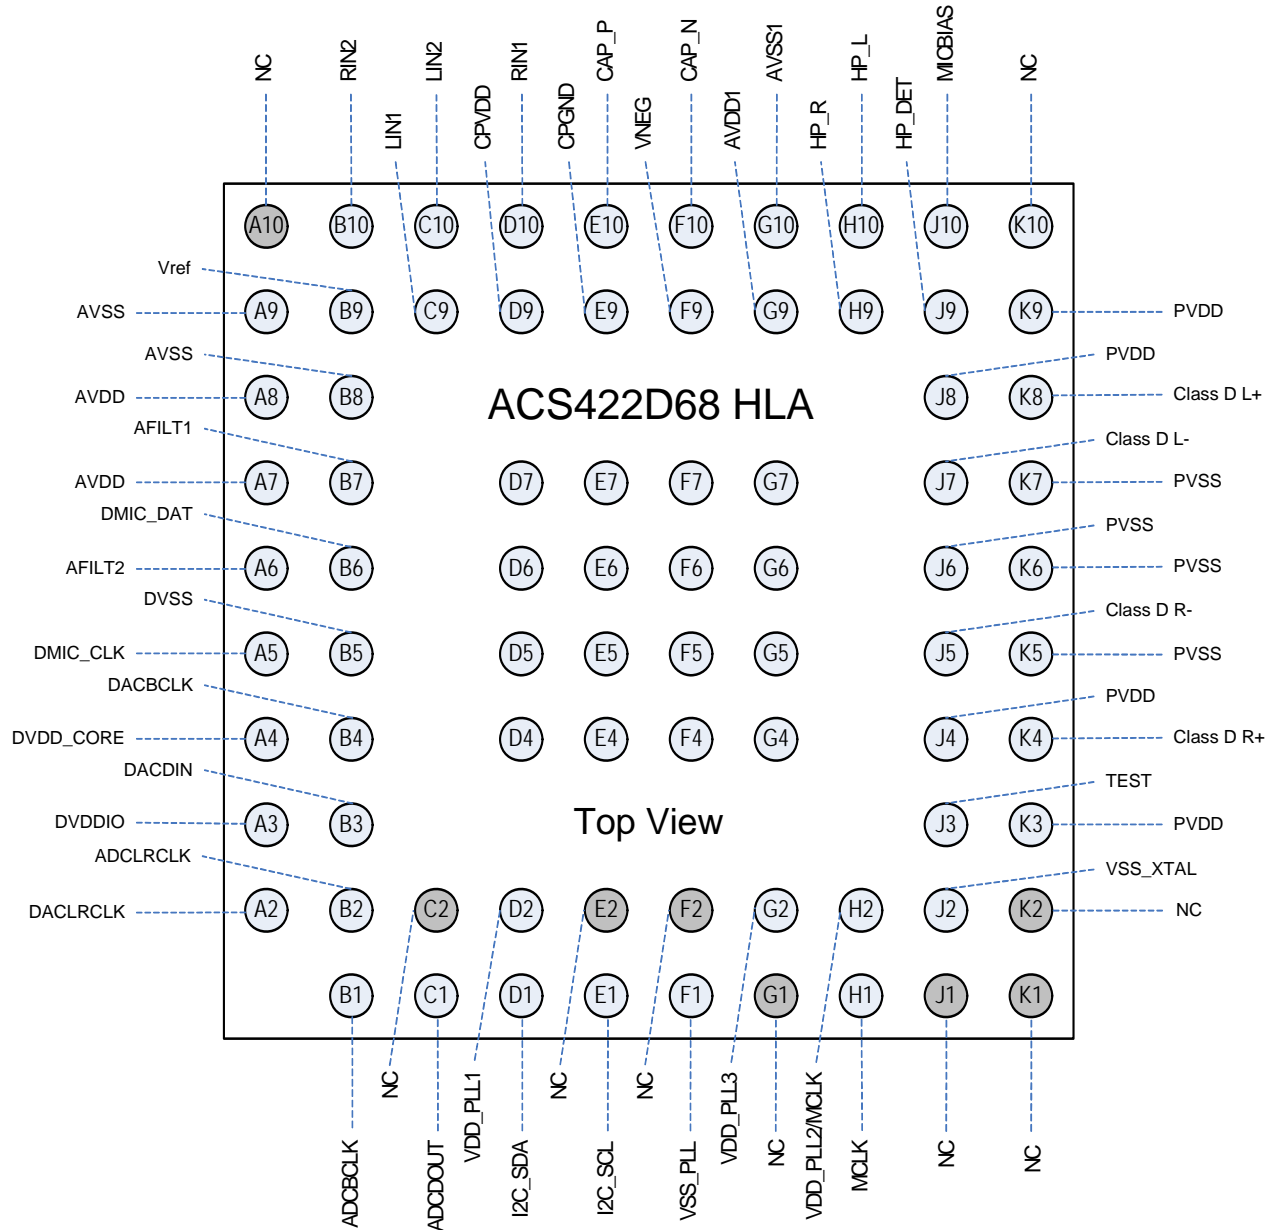 NC RIN2 LIN2 RIN1 CAP_P CAP_N AVSS1 HP_L MICBIAS NC
LIN1 CPVDD CPGND VNEG AVDD1 HP_R HP_DET
A10 B10 C10 D10 E10 F10 G10 H10 J10 K10
Vref
AVSS A9 B9 C9 D9 E9 F9 G9 H9 J9 K9 PVDD
AVSS PVDD
AVDD A8 B8 ACS422D68 HLA J8 K8 Class D L+
AFILT1 Class D L-
AVDD A7 B7 D7 E7 F7 G7 J7 K7 PVSS
DMIC_DAT PVSS
AFILT2 A6 B6 D6 E6 F6 G6 J6 K6 PVSS
DVSS Class D R-
DMIC_CLK A5 B5 D5 E5 F5 G5 J5 K5 PVSS
DACBCLK PVDD
DVDD_CORE A4 B4 D4 E4 F4 G4 J4 K4 Class D R+
DACDIN TEST
DVDDIO A3 B3 Top View J3 K3 PVDD
ADCLRCLK VSS_XTAL
DACLRCLK A2 B2 C2 D2 E2 F2 G2 H2 J2 K2 NC
B1 C1 D1 E1 F1 G1 H1 J1 K1
NC VDD_PLL1 NC NC VDD_PLL3 VDD_PLL2/MCLK
ADCBCLK ADCDOUT I2C_SDA I2C_SCL VSS_PLL NC MCLK NC NC